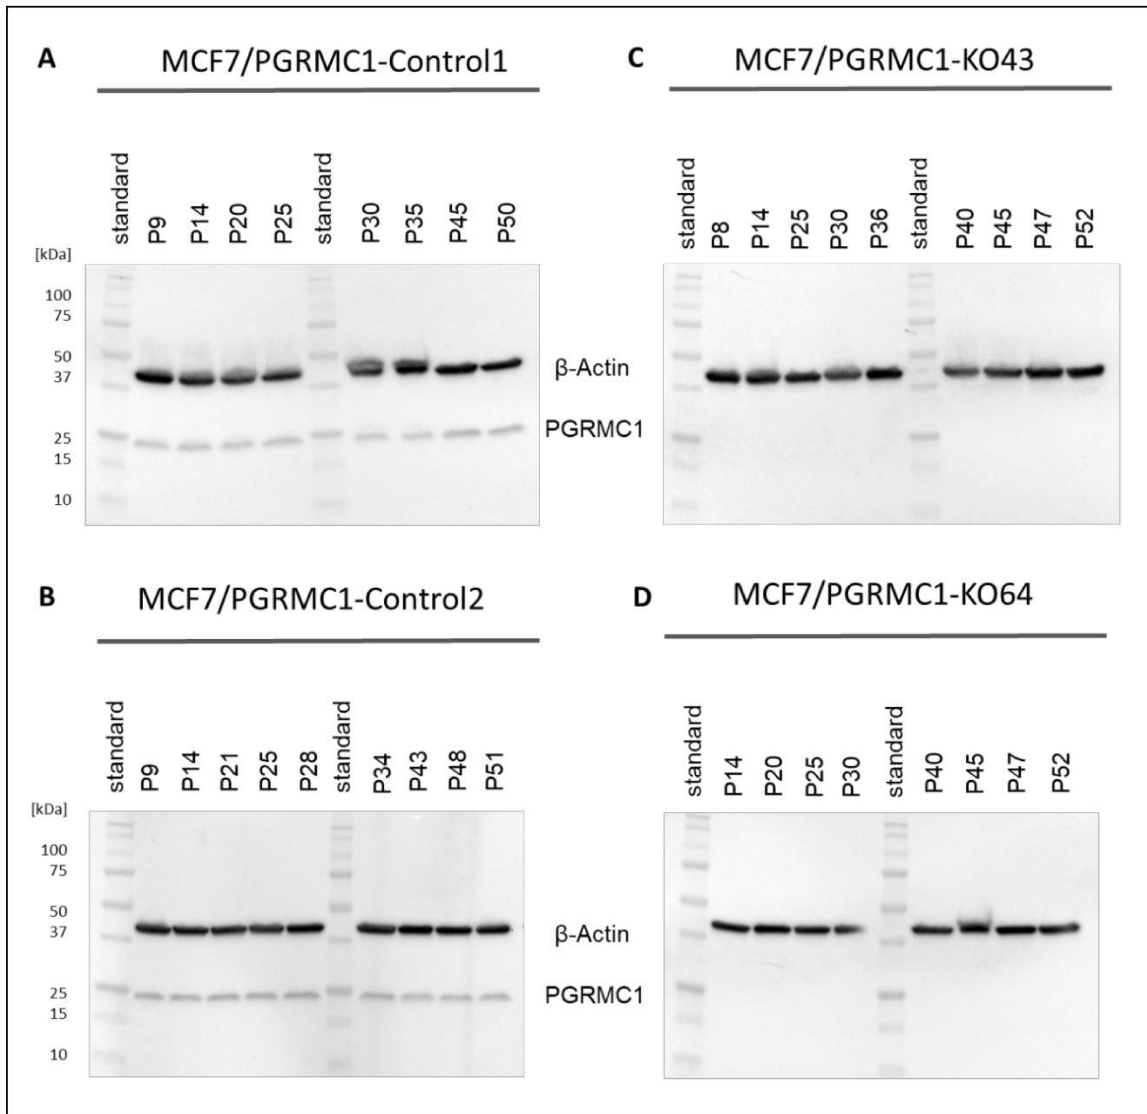 A
MCF7/PGRMC1-Control1
standard P9 P14 P20 P25 standard P30 P35 P45 P50
[kDa]
100
75
50
37
25
15
10
β-Actin
PGRMC1
C
MCF7/PGRMC1-KO43
standard P8 P14 P25 P30 P36 standard P40 P45 P47 P52
B
MCF7/PGRMC1-Control2
standard P9 P14 P21 P25 P28 standard P34 P43 P48 P51
[kDa]
100
75
50
37
25
15
10
β-Actin
PGRMC1
D
MCF7/PGRMC1-KO64
standard P14 P20 P25 P30 standard P40 P45 P47 P52